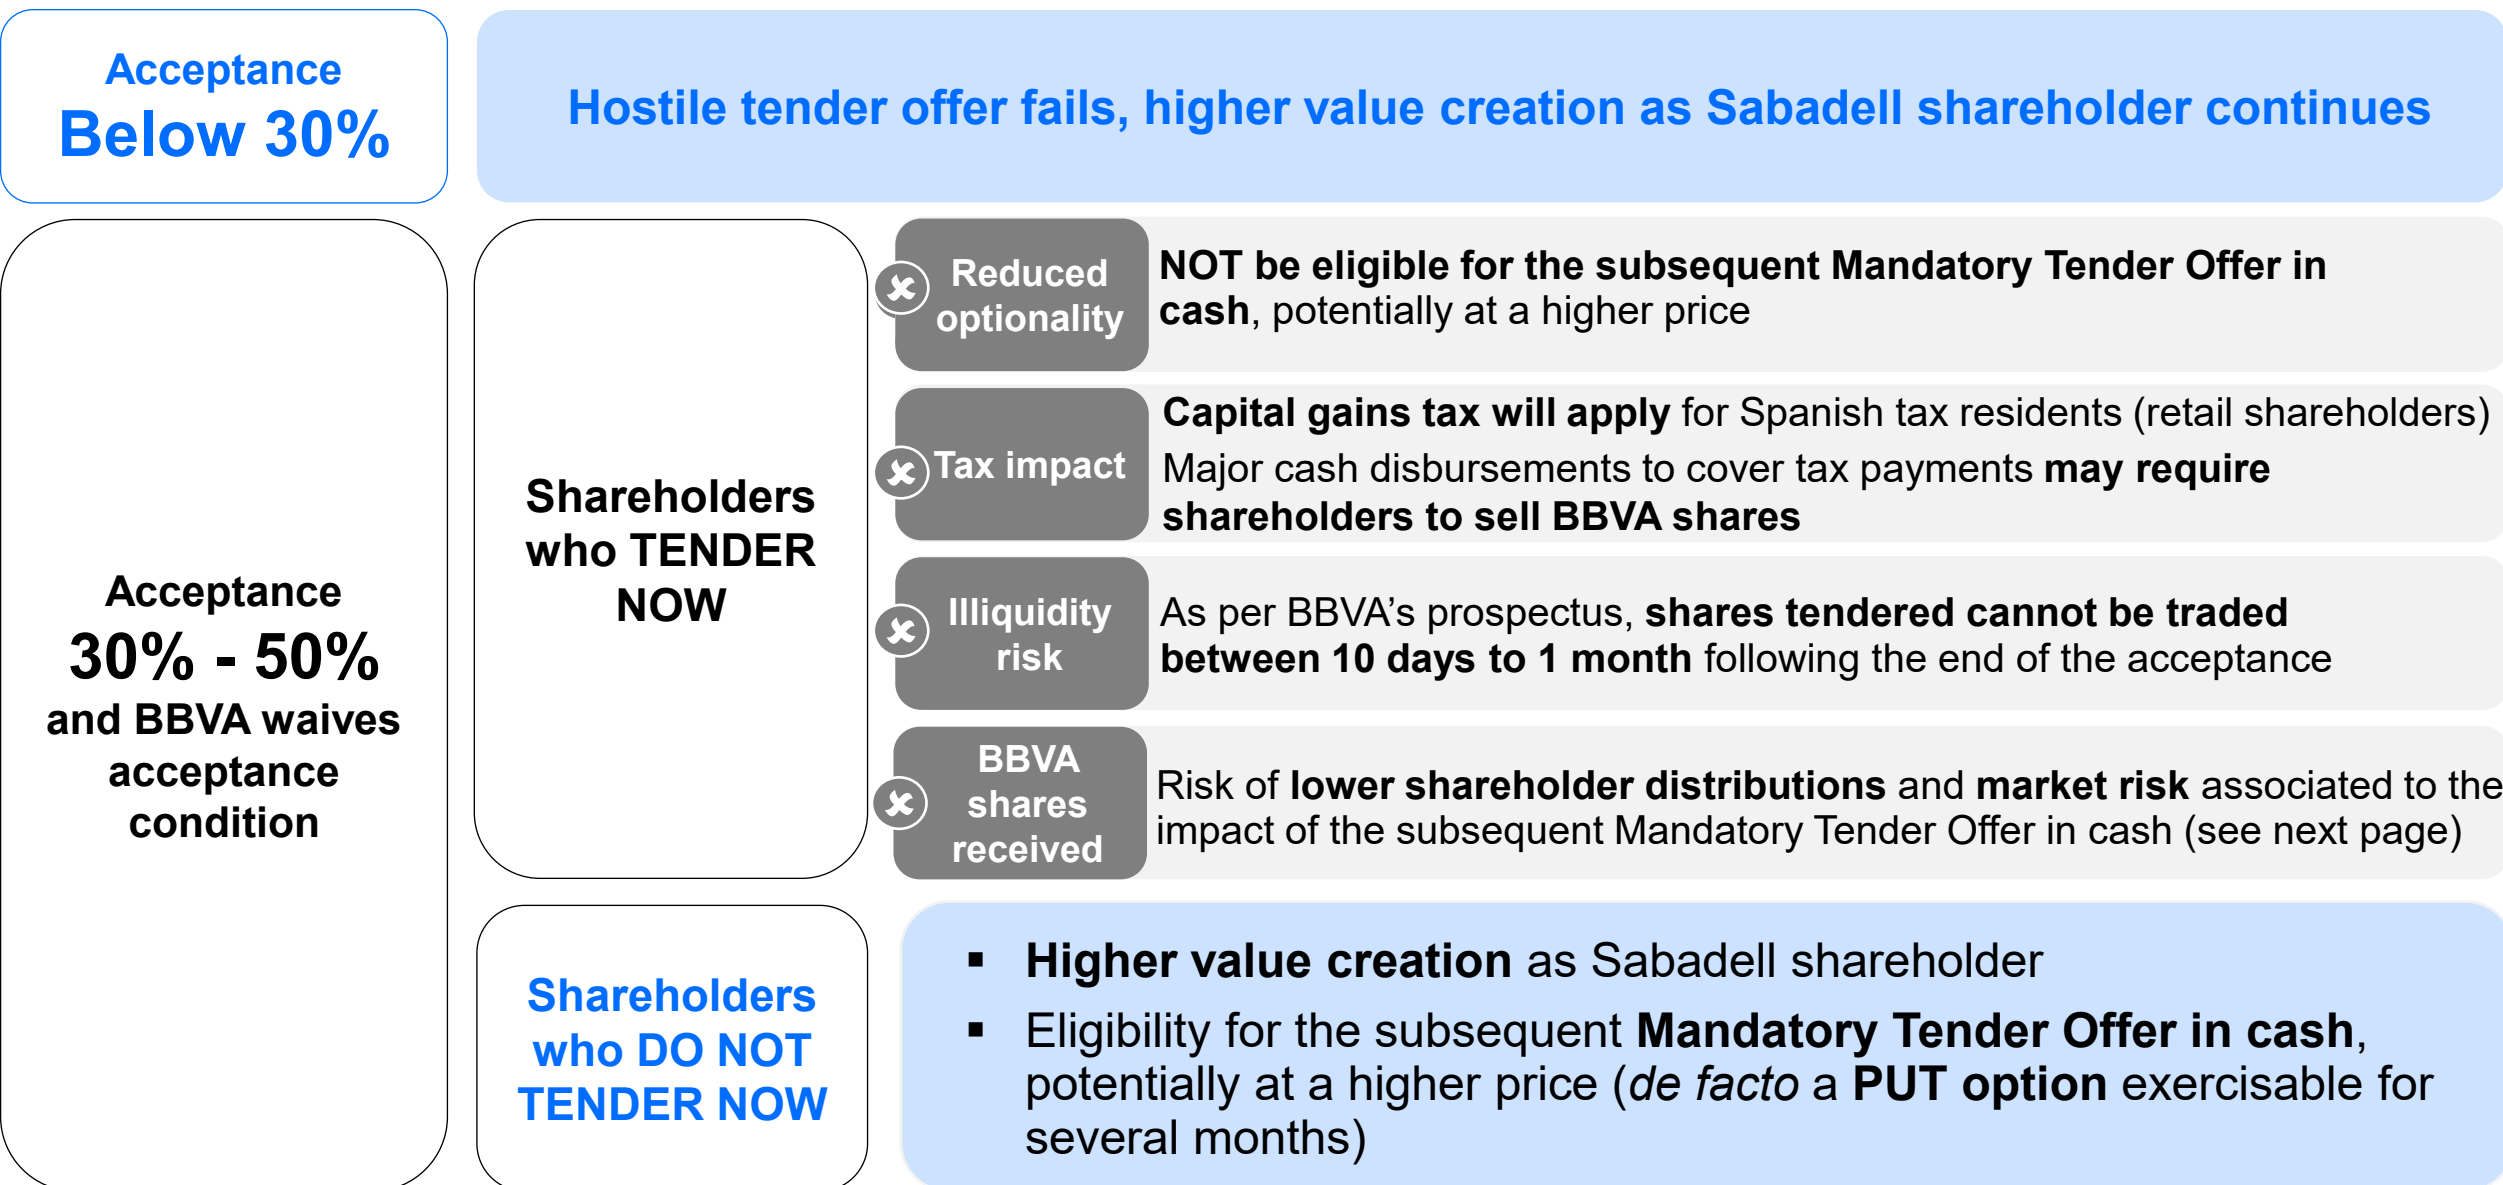 Acceptance
Below 30%
Hostile tender offer fails, higher value creation as Sabadell shareholder continues
Acceptance
30% - 50%
and BBVA waives
acceptance
condition
Shareholders
who TENDER
NOW
Reduced
optionality
NOT be eligible for the subsequent Mandatory Tender Offer in
cash, potentially at a higher price
Tax impact
Capital gains tax will apply for Spanish tax residents (retail shareholders)
Major cash disbursements to cover tax payments may require
shareholders to sell BBVA shares
Illiquidity
risk
As per BBVA’s prospectus, shares tendered cannot be traded
between 10 days to 1 month following the end of the acceptance
BBVA
shares
received
Risk of lower shareholder distributions and market risk associated to the
impact of the subsequent Mandatory Tender Offer in cash (see next page)
Shareholders
who DO NOT
TENDER NOW
▪ Higher value creation as Sabadell shareholder
▪ Eligibility for the subsequent Mandatory Tender Offer in cash,
potentially at a higher price (de facto a PUT option exercisable for
several months)